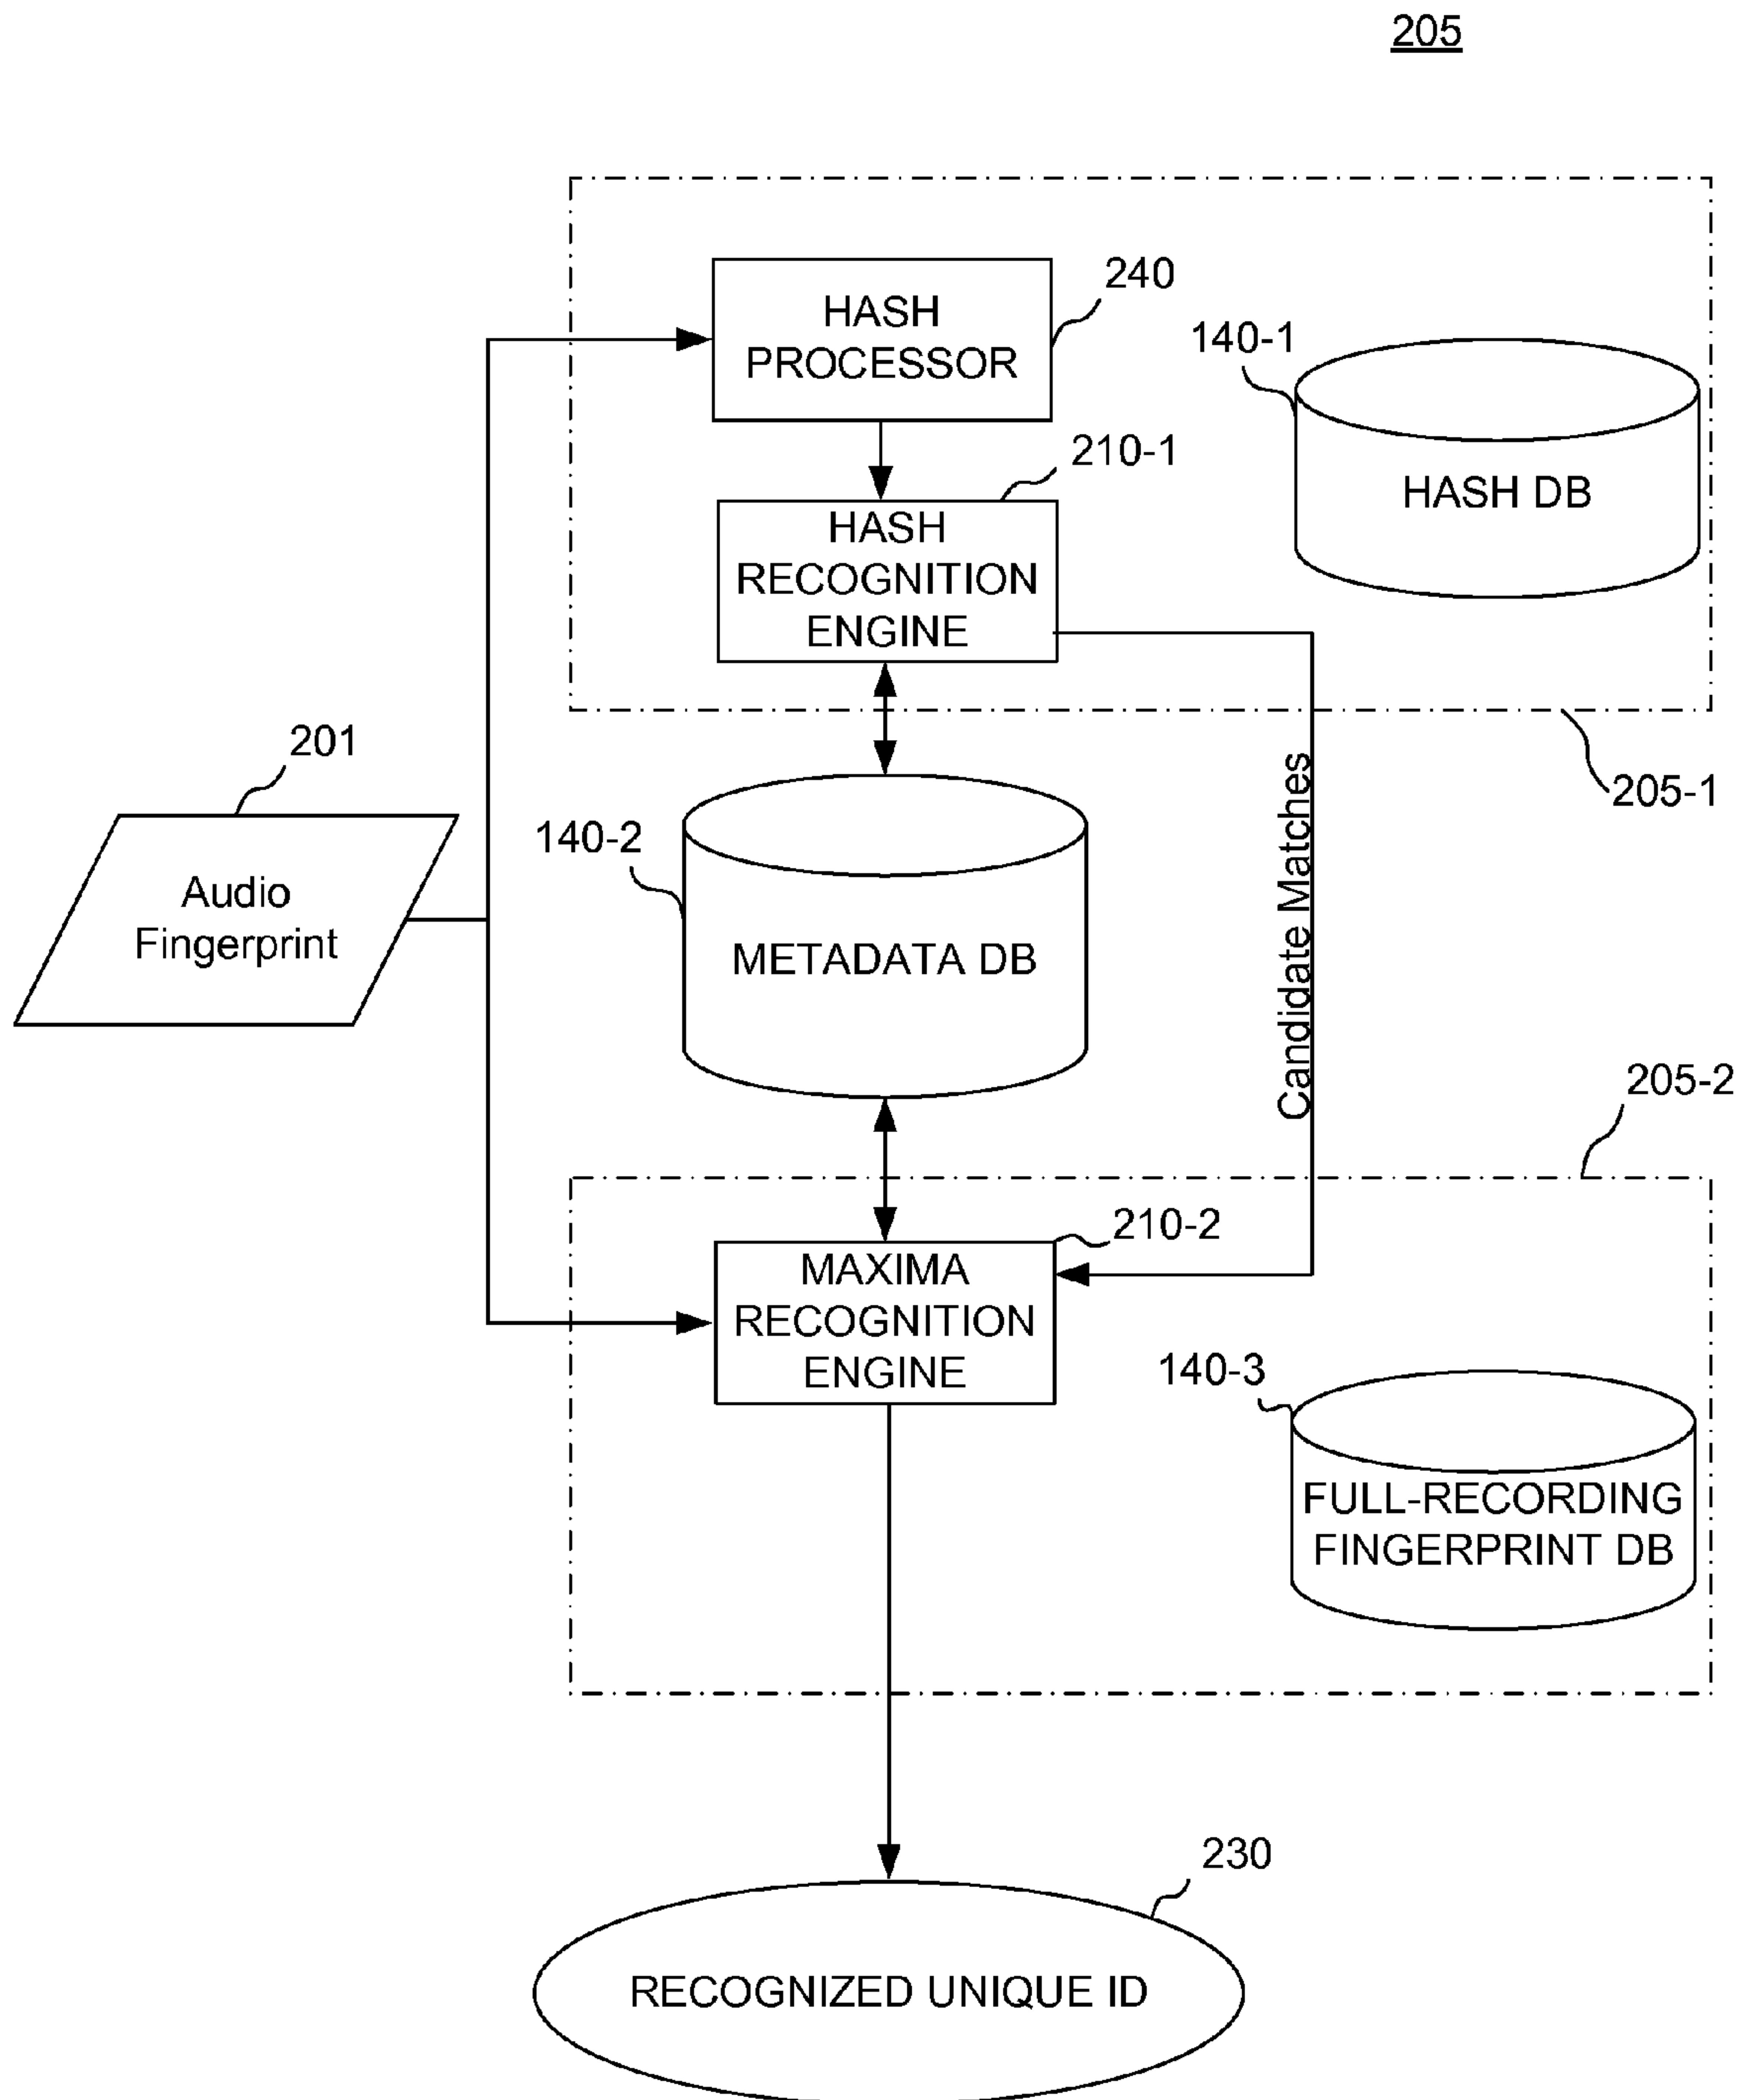 205
240
HASH
PROCESSOR
140-1
HASH DB
210-1
HASH
RECOGNITION
ENGINE
205-1
201
Audio
Fingerprint
140-2
METADATA DB
Candidate Matches
205-2
210-2
MAXIMA
RECOGNITION
ENGINE
140-3
FULL-RECORDING
FINGERPRINT DB
230
RECOGNIZED UNIQUE ID